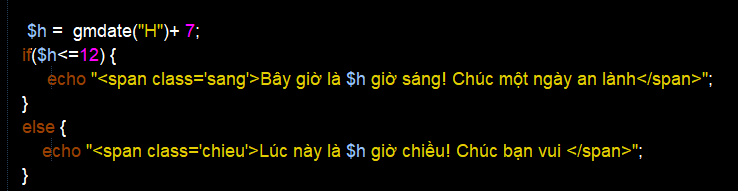 $h = gmdate("H")+ 7;
if($h<=12) {
echo "<span class='sang'>Bây giờ là $h giờ sáng! Chúc một ngày an lành</span>";
}
else {
echo "<span class='chieu'>Lúc này là $h giờ chiều! Chúc bạn vui </span>";
}